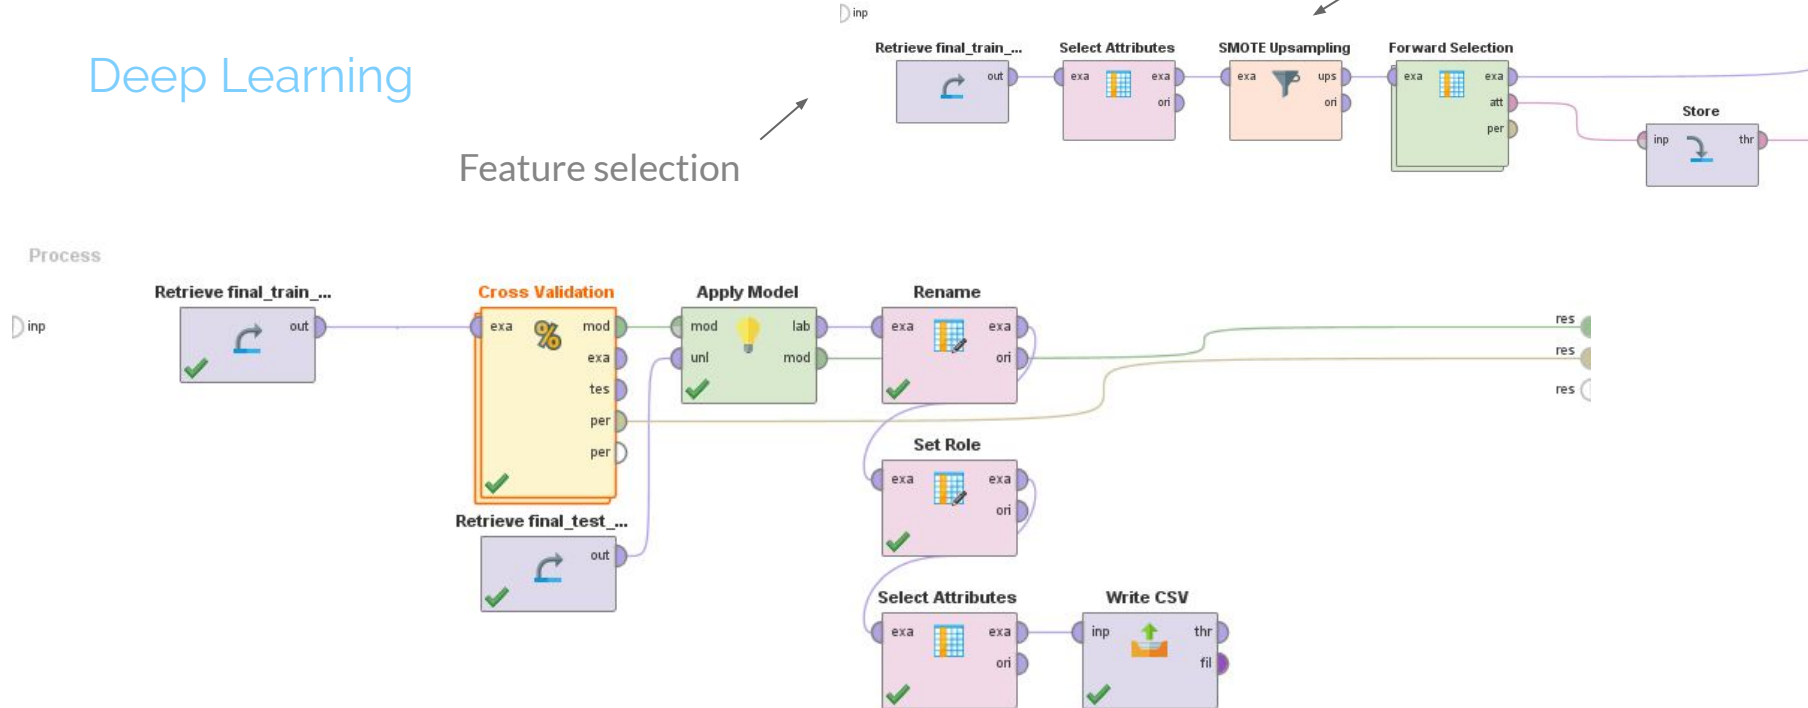 inp
Retrieve final_train_... Select Attributes SMOTE Upsampling Forward Selection
Deep Learning
out exa exa exa ups exa exa
ori ori att
per
Store
inp thr
Feature selection
Process
Retrieve final_train_... Cross Validation Apply Model Rename
inp out exa mod mod lab exa exa res
exa unl mod ori res
tes res
per
per
Set Role
exa exa
ori
Retrieve final_test_...
out
Select Attributes Write CSV
exa exa inp thr
ori fil